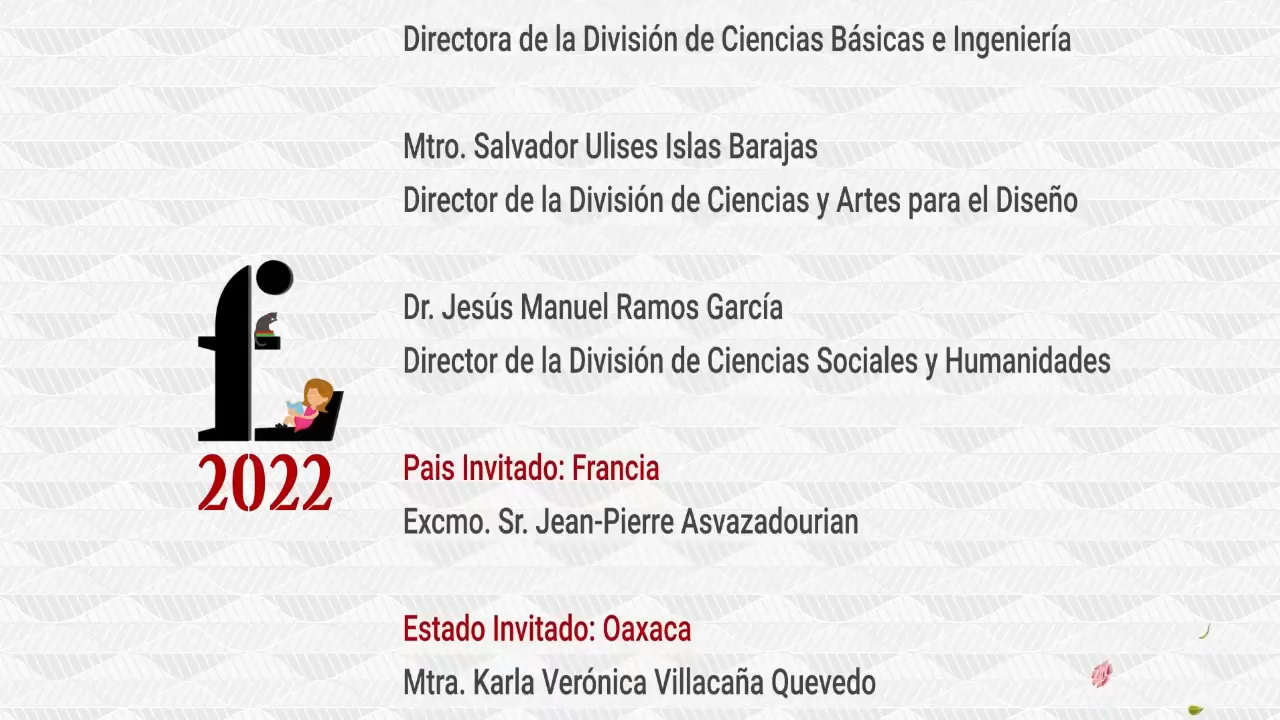 Directora de la División de Ciencias Básicas e Ingeniería
Mtro. Salvador Ulises Islas Barajas
Director de la División de Ciencias y Artes para el Diseño
Dr. Jesús Manuel Ramos García
Director de la División de Ciencias Sociales y Humanidades
f
2022
Pais Invitado: Francia
Excmo. Sr. Jean-Pierre Asvazadourian
Estado Invitado: Oaxaca
Mtra. Karla Verónica Villacaña Quevedo